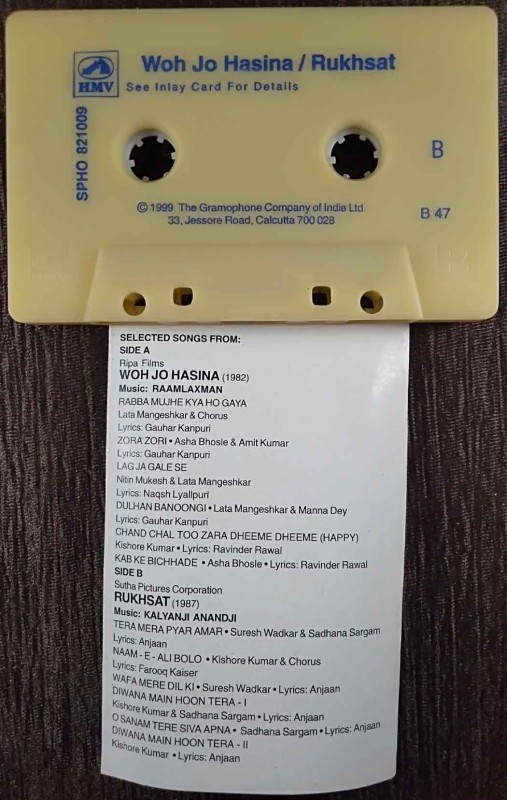 Woh Jo Hasina / Rukhsat
HMV
See Inlay Card For Details
SPHO 821009
B
© 1999 The Gramophone Company of India Ltd.
33, Jessore Road, Calcutta 700 028
B 47
SELECTED SONGS FROM:
SIDE A
Ripa Films
WOH JO HASINA (1982)
Music: RAAMLAXMAN
RABBA MUJHE KYA HO GAYA
Lata Mangeshkar & Chorus
Lyrics: Gauhar Kanpuri
ZORA ZORI • Asha Bhosle & Amit Kumar
Lyrics: Gauhar Kanpuri
LAG JA GALE SE
Nitin Mukesh & Lata Mangeshkar
Lyrics: Naqsh Lyallpuri
DULHAN BANOONGI • Lata Mangeshkar & Manna Dey
Lyrics: Gauhar Kanpuri
CHAND CHAL TOO ZARA DHEEME DHEEME (HAPPY)
Kishore Kumar • Lyrics: Ravinder Rawal
KAB KE BICHHADE • Asha Bhosle • Lyrics: Ravinder Rawal
SIDE B
Sutha Pictures Corporation
RUKHSAT (1987)
Music: KALYANJI ANANDJI
TERA MERA PYAR AMAR • Suresh Wadkar & Sadhana Sargam
Lyrics: Anjaan
NAAM - E - ALI BOLO • Kishore Kumar & Chorus
Lyrics: Farooq Kaiser
WAFA MERE DIL KI • Suresh Wadkar • Lyrics: Anjaan
DIWANA MAIN HOON TERA - I
Kishore Kumar & Sadhana Sargam • Lyrics: Anjaan
O SANAM TERE SIVA APNA • Sadhana Sargam • Lyrics: Anjaan
DIWANA MAIN HOON TERA - II
Kishore Kumar • Lyrics: Anjaan